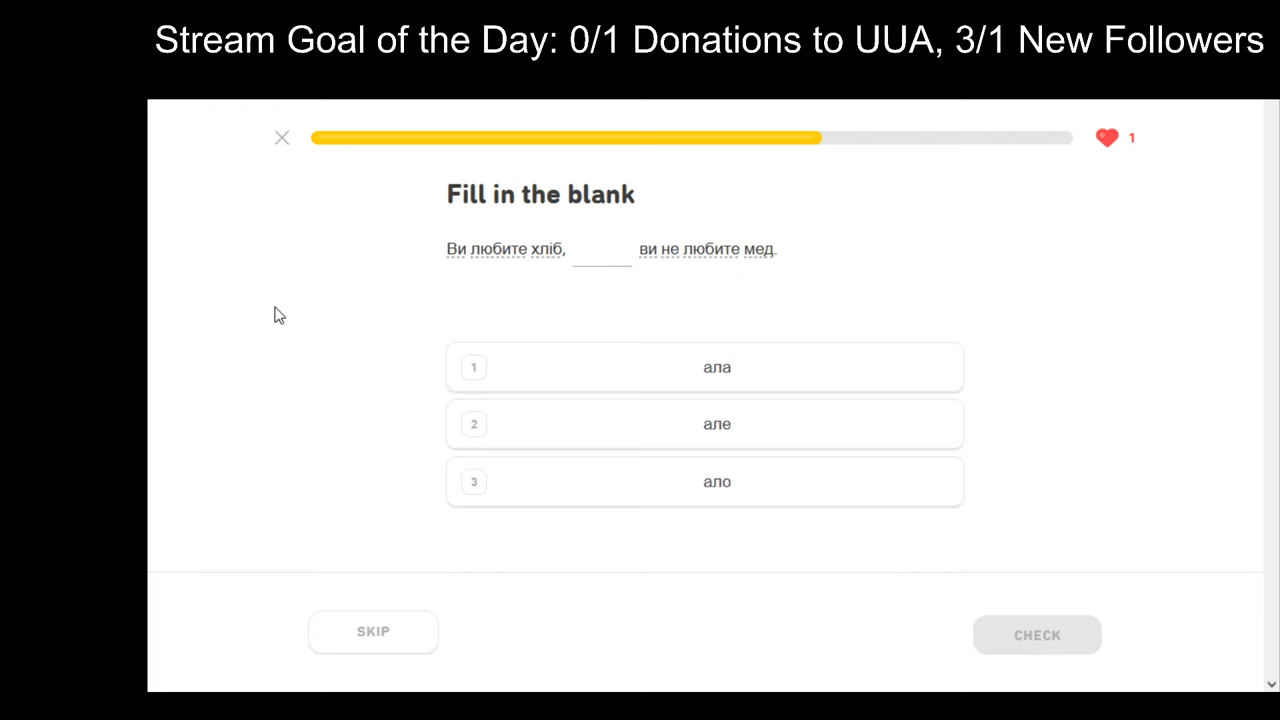 Stream Goal of the Day: 0/1 Donations to UUA, 3/1 New Followers
1
Fill in the blank
Ви любите хліб, ______ ви не любите мед.
1 ала
2 але
3 ало
SKIP
CHECK